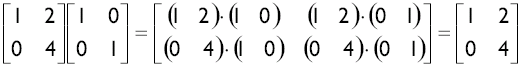 [1 2 [1 0 = [(1 2)·(1 0) (1 2)·(0 1) = [1 2
0 4] 0 1] (0 4)·(1 0) (0 4)·(0 1)] 0 4]